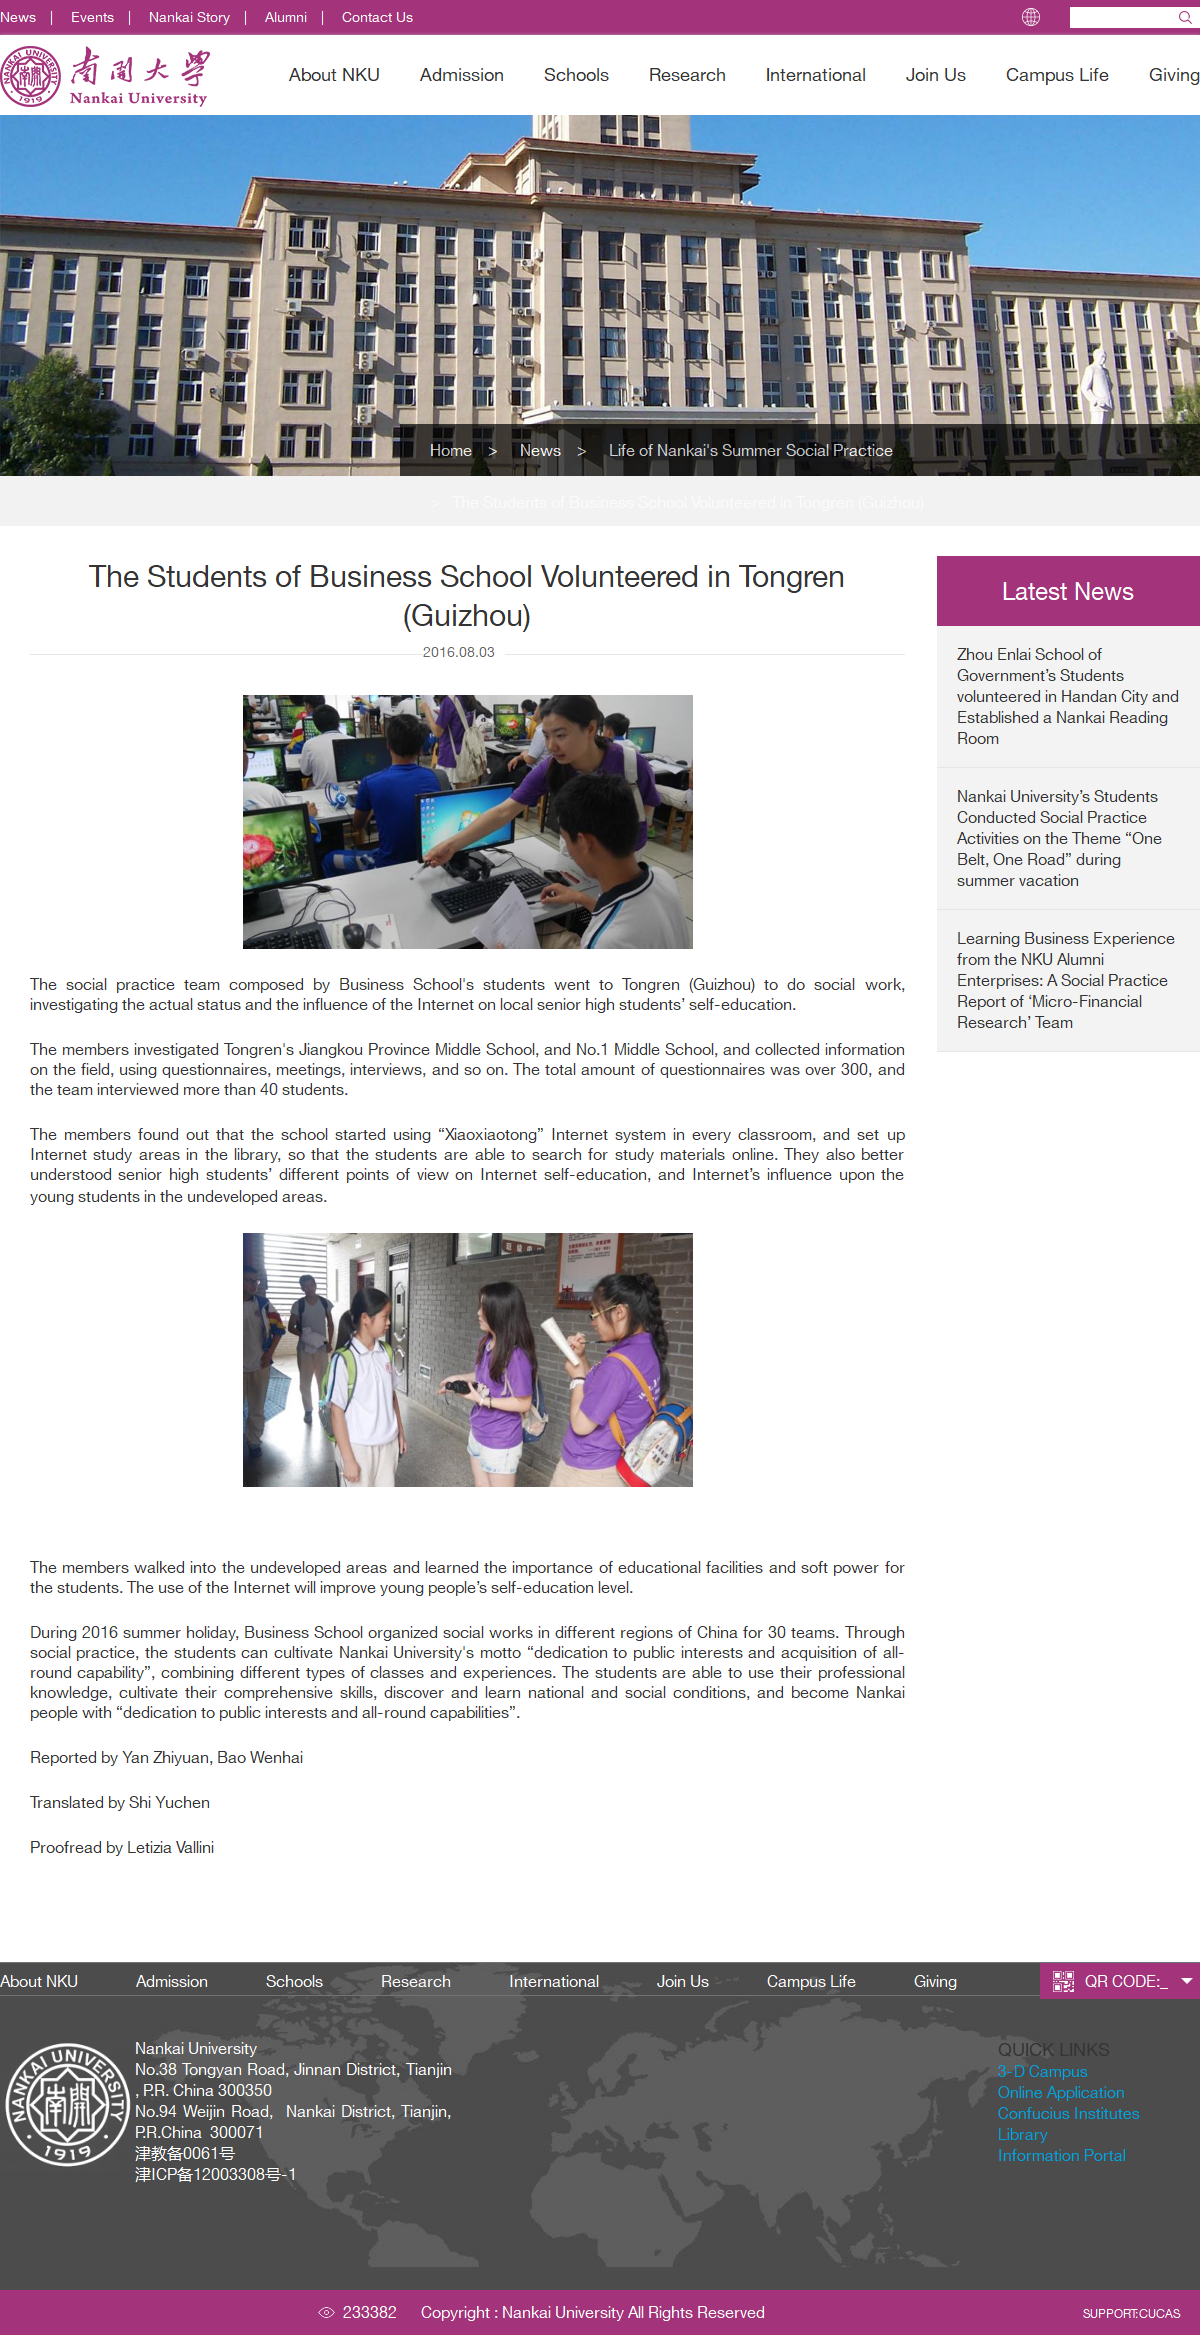 News | Events | Nankai Story | Alumni | Contact Us
NANKAI UNIVERSITY
南開
1919
南開大學
Nankai University
About NKU Admission Schools Research International Join Us Campus Life Giving
Home > News > Life of Nankai's Summer Social Practice
> The Students of Business School Volunteered in Tongren (Guizhou)
The Students of Business School Volunteered in Tongren
(Guizhou)
2016.08.03
The social practice team composed by Business School's students went to Tongren (Guizhou) to do social work,
investigating the actual status and the influence of the Internet on local senior high students’ self-education.
The members investigated Tongren's Jiangkou Province Middle School, and No.1 Middle School, and collected information
on the field, using questionnaires, meetings, interviews, and so on. The total amount of questionnaires was over 300, and
the team interviewed more than 40 students.
The members found out that the school started using “Xiaoxiaotong” Internet system in every classroom, and set up
Internet study areas in the library, so that the students are able to search for study materials online. They also better
understood senior high students’ different points of view on Internet self-education, and Internet’s influence upon the
young students in the undeveloped areas.
The members walked into the undeveloped areas and learned the importance of educational facilities and soft power for
the students. The use of the Internet will improve young people’s self-education level.
During 2016 summer holiday, Business School organized social works in different regions of China for 30 teams. Through
social practice, the students can cultivate Nankai University's motto “dedication to public interests and acquisition of all-
round capability”, combining different types of classes and experiences. The students are able to use their professional
knowledge, cultivate their comprehensive skills, discover and learn national and social conditions, and become Nankai
people with “dedication to public interests and all-round capabilities”.
Reported by Yan Zhiyuan, Bao Wenhai
Translated by Shi Yuchen
Proofread by Letizia Vallini
Latest News
Zhou Enlai School of
Government’s Students
volunteered in Handan City and
Established a Nankai Reading
Room
Nankai University’s Students
Conducted Social Practice
Activities on the Theme “One
Belt, One Road” during
summer vacation
Learning Business Experience
from the NKU Alumni
Enterprises: A Social Practice
Report of ‘Micro-Financial
Research’ Team
About NKU Admission Schools Research International Join Us Campus Life Giving
QR CODE:_
NANKAI UNIVERSITY
南開
1919
Nankai University
No.38 Tongyan Road, Jinnan District, Tianjin
, P.R. China 300350
No.94 Weijin Road, Nankai District, Tianjin,
P.R.China 300071
津教备0061号
津ICP备12003308号-1
QUICK LINKS
3-D Campus
Online Application
Confucius Institutes
Library
Information Portal
233382 Copyright : Nankai University All Rights Reserved
SUPPORT:CUCAS